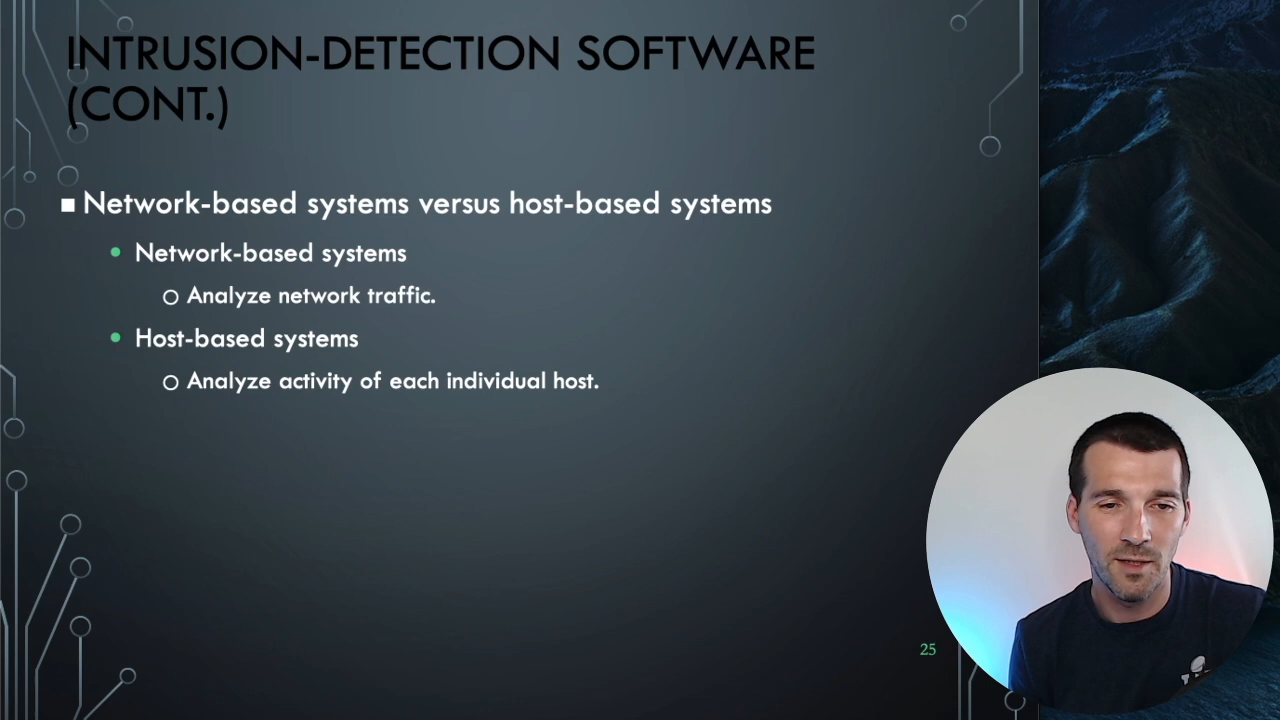 INTRUSION-DETECTION SOFTWARE
(CONT.)
Network-based systems versus host-based systems
Network-based systems
Analyze network traffic.
Host-based systems
Analyze activity of each individual host.
25